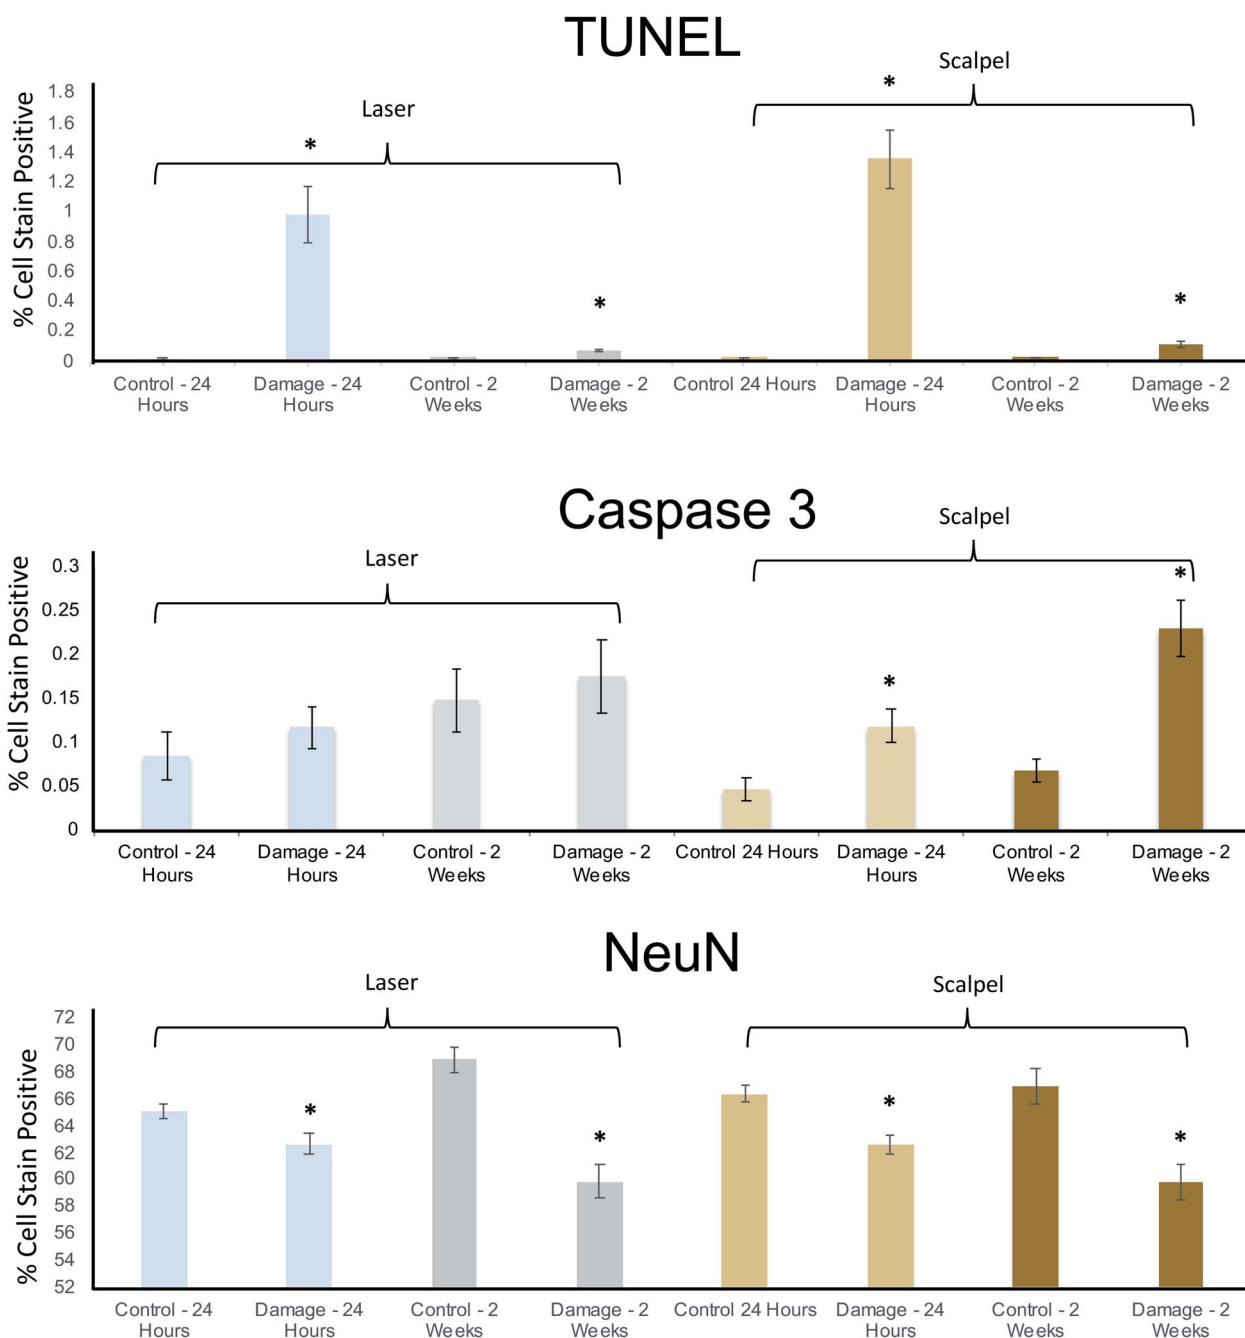 TUNEL
Scalpel
Laser
*
*
*
*
% Cell Stain Positive
1.8
1.6
1.4
1.2
1
0.8
0.6
0.4
0.2
0
Control - 24 Hours
Damage - 24 Hours
Control - 2 Weeks
Damage - 2 Weeks
Control 24 Hours
Damage - 24 Hours
Control - 2 Weeks
Damage - 2 Weeks
Caspase 3
Scalpel
Laser
*
*
% Cell Stain Positive
0.3
0.25
0.2
0.15
0.1
0.05
0
Control - 24 Hours
Damage - 24 Hours
Control - 2 Weeks
Damage - 2 Weeks
Control 24 Hours
Damage - 24 Hours
Control - 2 Weeks
Damage - 2 Weeks
NeuN
Laser
Scalpel
*
*
*
*
% Cell Stain Positive
72
70
68
66
64
62
60
58
56
54
52
Control - 24 Hours
Damage - 24 Hours
Control - 2 Weeks
Damage - 2 Weeks
Control 24 Hours
Damage - 24 Hours
Control - 2 Weeks
Damage - 2 Weeks